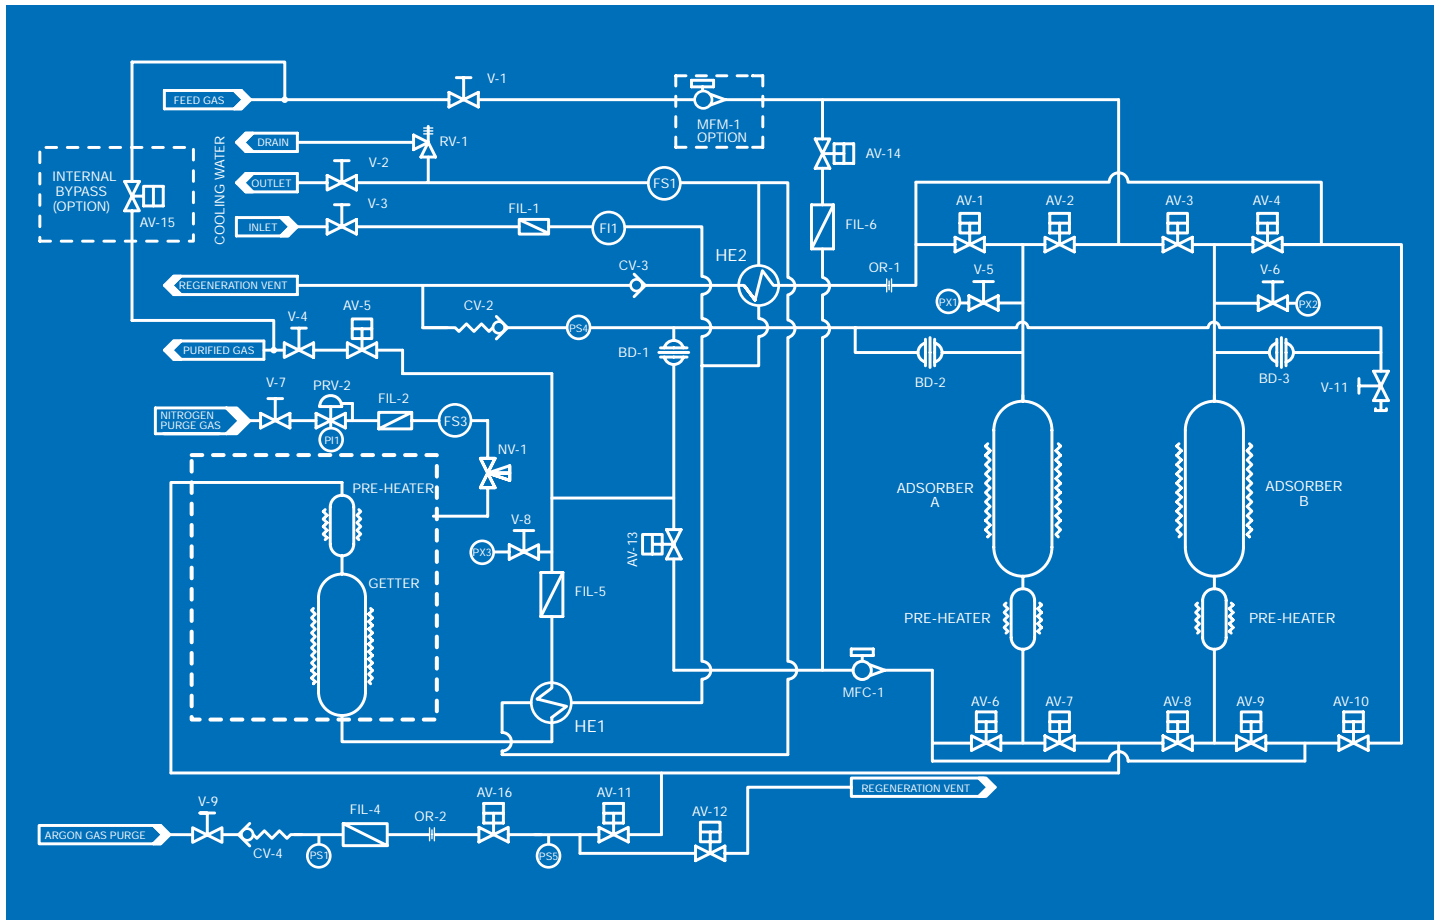 V-1
FEED GAS
MFM-1
OPTION
DRAIN
RV-1
COOLING WATER
V-2
AV-14
INTERNAL
BYPASS
(OPTION)
AV-15
OUTLET
FS1
V-3
FIL-1
INLET
FI1
FIL-6
AV-1
AV-2
AV-3
AV-4
HE2
CV-3
OR-1
V-5
V-6
REGENERATION VENT
PX1
PX2
AV-5
CV-2
V-4
PS4
PURIFIED GAS
BD-1
BD-2
BD-3
V-11
V-7
PRV-2
FIL-2
NITROGEN
PURGE GAS
FS3
PI1
NV-1
PRE-HEATER
ADSORBER
A
ADSORBER
B
V-8
PX3
AV-13
GETTER
FIL-5
PRE-HEATER
PRE-HEATER
MFC-1
HE1
AV-6
AV-7
AV-8
AV-9
AV-10
REGENERATION VENT
V-9
FIL-4
OR-2
AV-16
AV-11
AV-12
ARGON GAS PURGE
CV-4
PS1
PS5